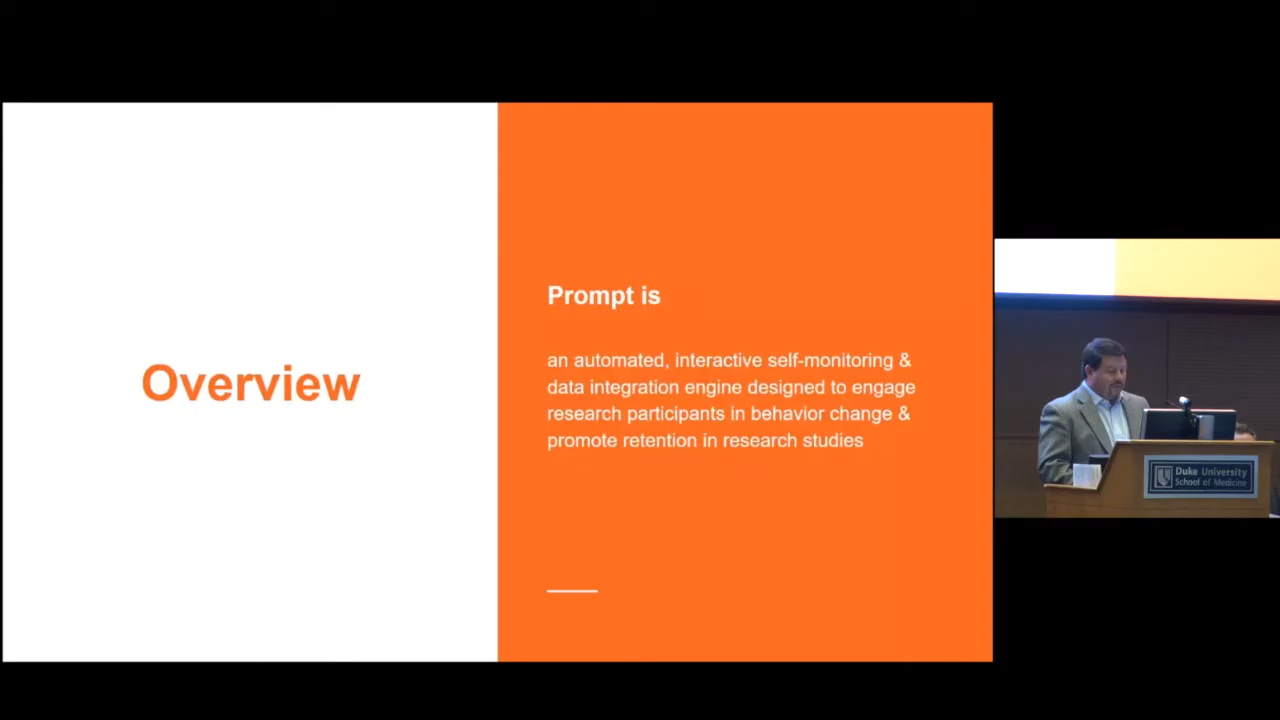 Overview
Prompt is
an automated, interactive self-monitoring &
data integration engine designed to engage
research participants in behavior change &
promote retention in research studies
Duke University
School of Medicine